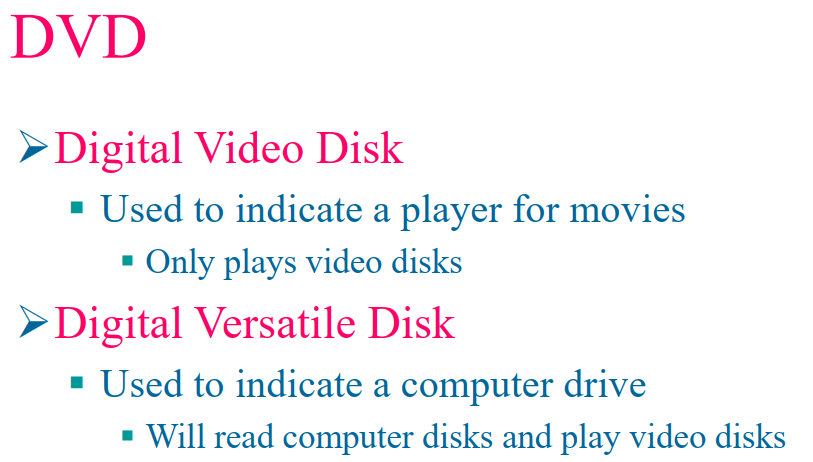 DVD
Digital Video Disk
Used to indicate a player for movies
Only plays video disks
Digital Versatile Disk
Used to indicate a computer drive
Will read computer disks and play video disks